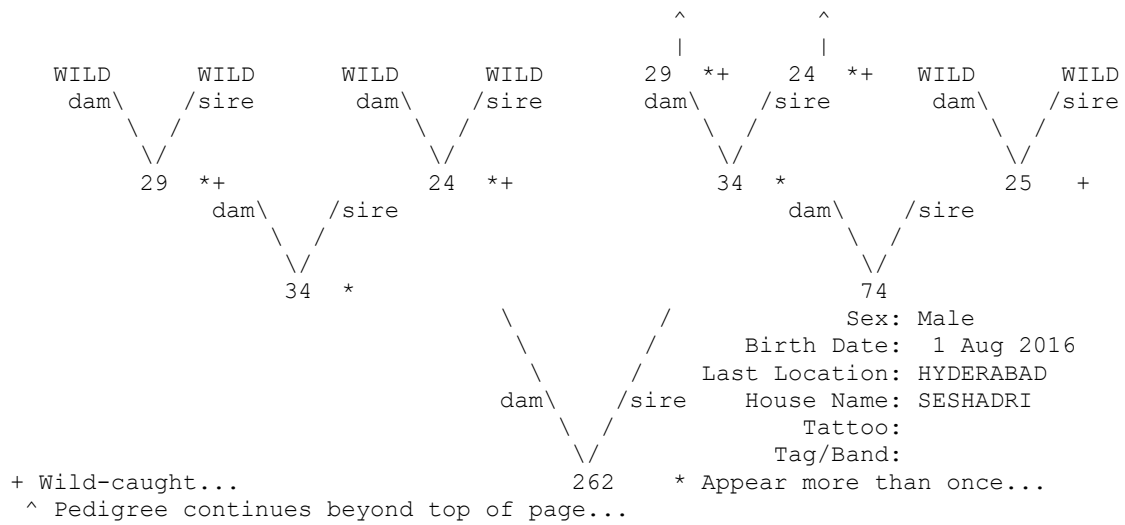 ^ ^
| |
WILD WILD WILD WILD 29 *+ 24 *+ WILD WILD
dam\ /sire dam\ /sire dam\ /sire dam\ /sire
\ / \ / \ / \ /
\/ \/ \/ \/
29 *+ 24 *+ 34 * 25 +
dam\ /sire dam\ /sire
\ / \ /
\/ \/
34 * 74
\ / Sex: Male
\ / Birth Date: 1 Aug 2016
\ / Last Location: HYDERABAD
dam\ /sire House Name: SESHADRI
\ / Tattoo:
\/ Tag/Band:
+ Wild-caught... 262 * Appear more than once...
^ Pedigree continues beyond top of page...